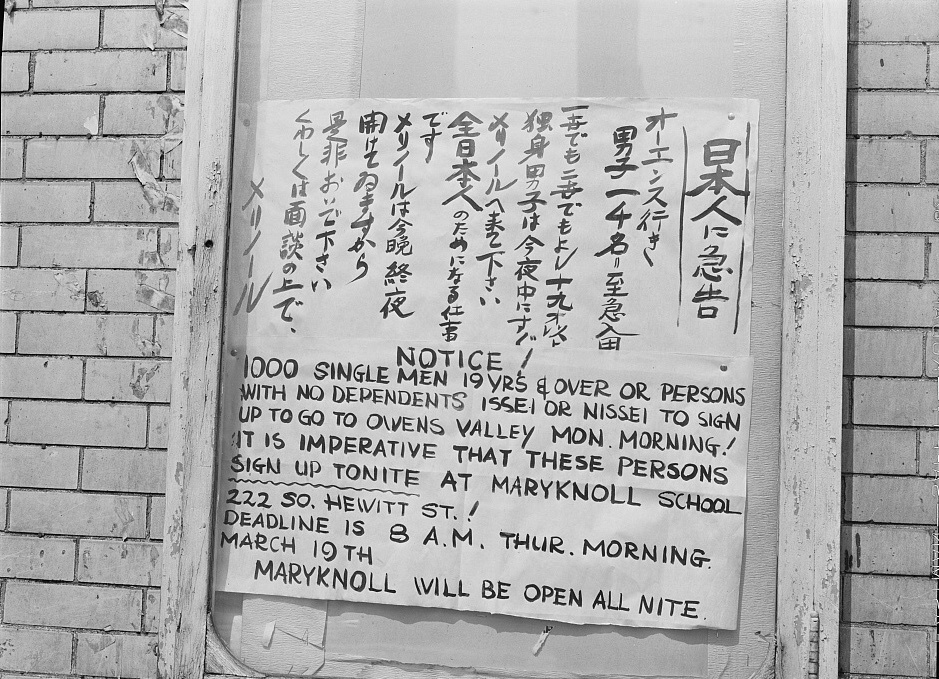 日本人に急告
オーエンス行き
男子一千名 至急入用
一世でも二世でもよし十九才以上
独身男子は今夜中に
メリノールへ来て下さい
全日本人のためになる仕事
です
メリノールは今晩終夜
開けてゐますから
是非おいで下さい
くわしくは面談の上で、
メリノール
NOTICE!
1000 SINGLE MEN 19 YRS & OVER OR PERSONS
WITH NO DEPENDENTS ISSEI OR NISSEI TO SIGN
UP TO GO TO OWENS VALLEY MON. MORNING!
IT IS IMPERATIVE THAT THESE PERSONS
SIGN UP TONITE AT MARYKNOLL SCHOOL
222 SO. HEWITT ST.!
DEADLINE IS 8 A.M. THUR. MORNING.
MARCH 19TH
MARYKNOLL WILL BE OPEN ALL NITE.